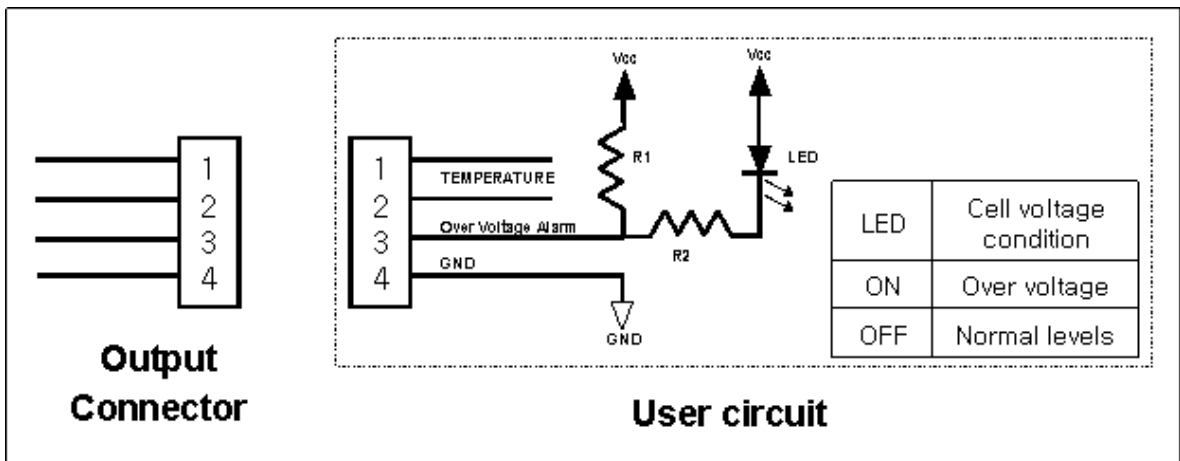 Vcc
Vcc
1
2
3
4
1
2
3
4
TEMPERATURE
Over Voltage Alarm
GND
R1
LED
R2
GND
LED
Cell voltage
condition
ON
Over voltage
OFF
Normal levels
Output
Connector
User circuit